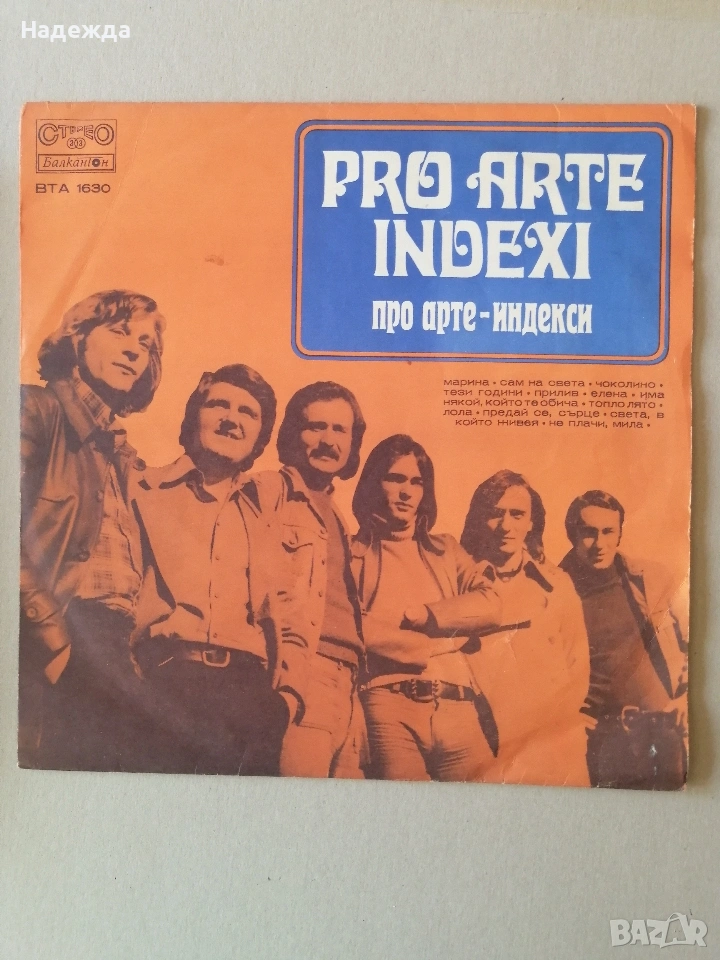 Надежда
СТЕРЕО
303
Балкантон
ВТА 1630
PRO ARTE
INDEXI
про арте-индекси
марина • сам на света • чоколино •
тези години • прилив • елена • има
някой, който те обича • топло лято •
лола • предай се, сърце • света, в
който живея • не плачи, мила •
BAZAR